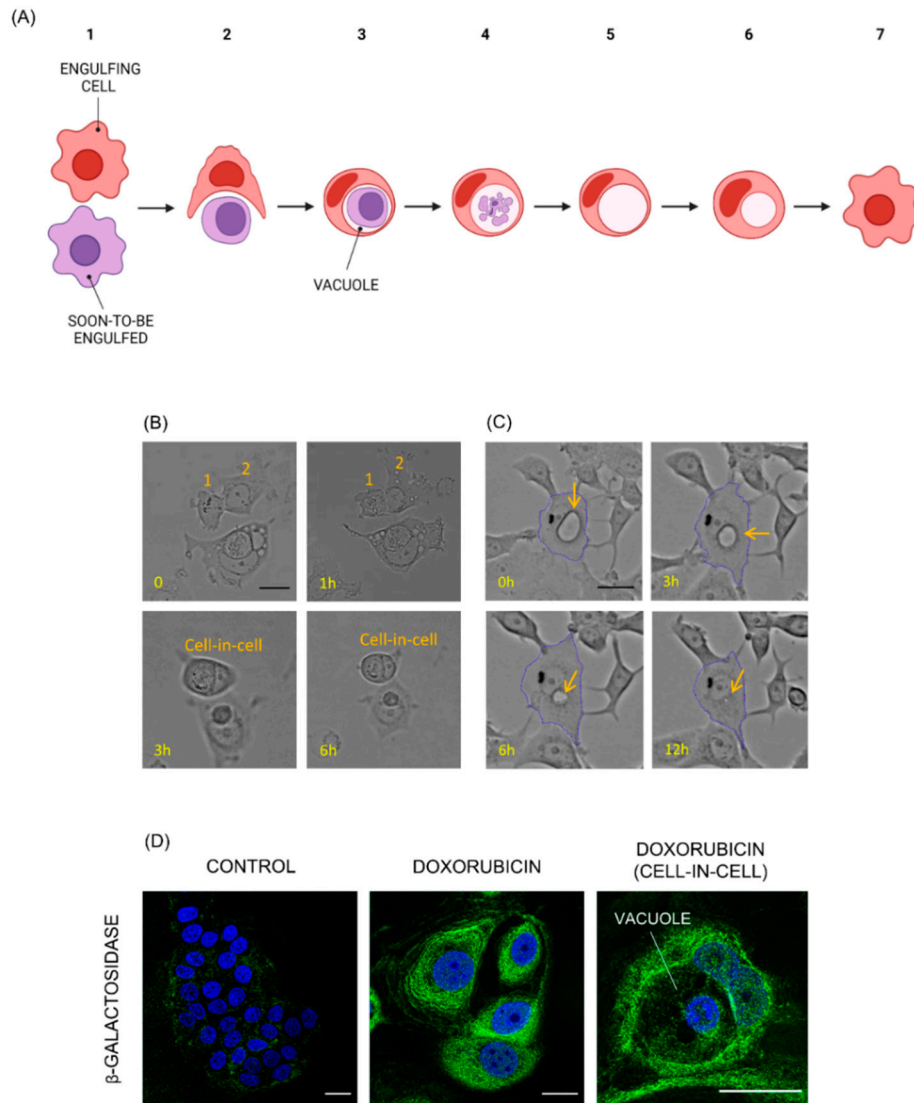 (A)
1 2 3 4 5 6 7
ENGULFING
CELL
VACUOLE
SOON-TO-BE
ENGULFED
(B)
(C)
1
2
0
1
2
1h
0h
3h
Cell-in-cell
3h
Cell-in-cell
6h
6h
12h
(D)
CONTROL
DOXORUBICIN
DOXORUBICIN
(CELL-IN-CELL)
β-GALACTOSIDASE
VACUOLE